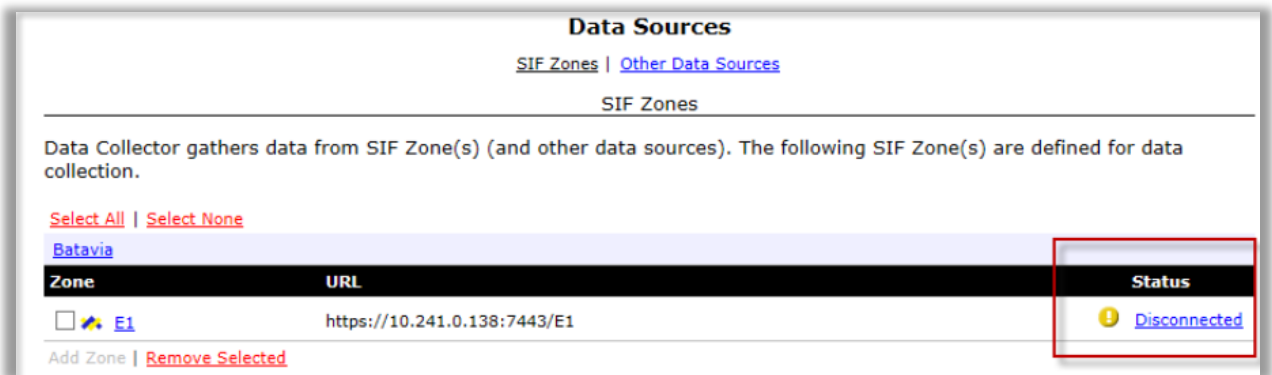 Data Sources
SIF Zones | Other Data Sources
SIF Zones
Data Collector gathers data from SIF Zone(s) (and other data sources). The following SIF Zone(s) are defined for data
collection.
Select All | Select None
Batavia
Zone URL Status
E1 https://10.241.0.138:7443/E1 Disconnected
Add Zone | Remove Selected